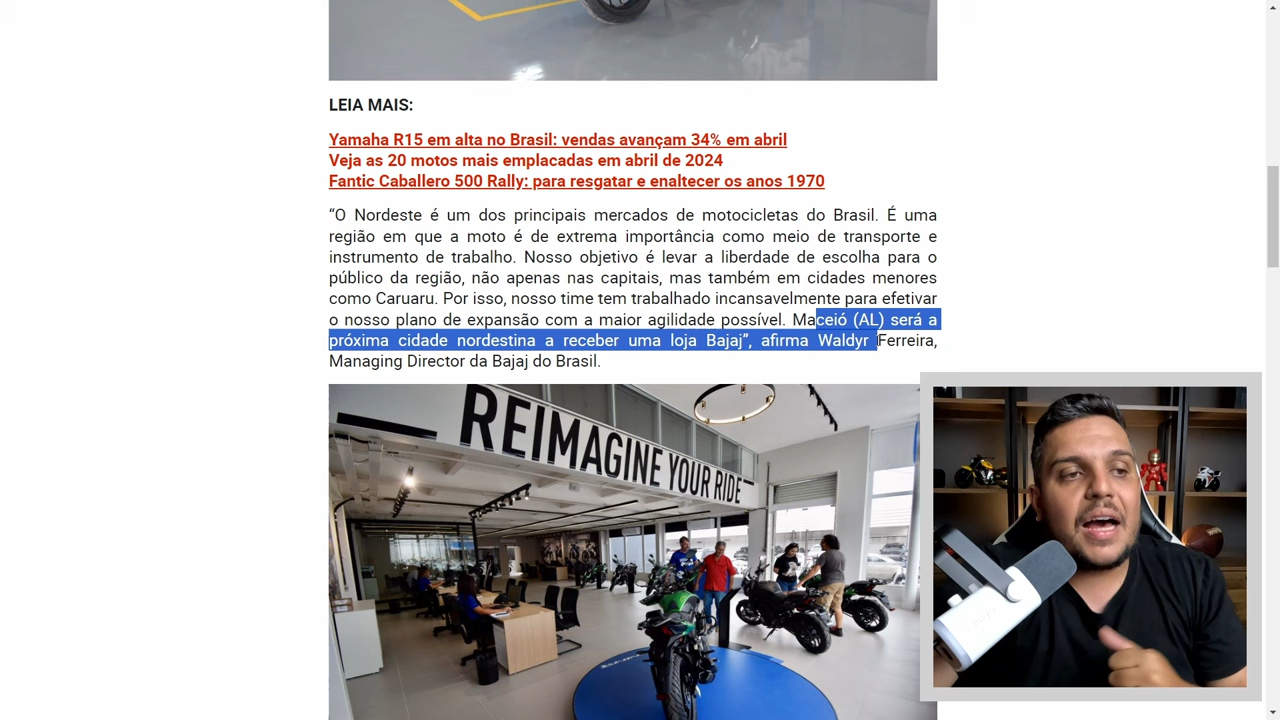 LEIA MAIS:
Yamaha R15 em alta no Brasil: vendas avançam 34% em abril
Veja as 20 motos mais emplacadas em abril de 2024
Fantic Caballero 500 Rally: para resgatar e enaltecer os anos 1970
“O Nordeste é um dos principais mercados de motocicletas do Brasil. É uma
região em que a moto é de extrema importância como meio de transporte e
instrumento de trabalho. Nosso objetivo é levar a liberdade de escolha para o
público da região, não apenas nas capitais, mas também em cidades menores
como Caruaru. Por isso, nosso time tem trabalhado incansavelmente para efetivar
o nosso plano de expansão com a maior agilidade possível. Maceió (AL) será a
próxima cidade nordestina a receber uma loja Bajaj”, afirma Waldyr Ferreira,
Managing Director da Bajaj do Brasil.
REIMAGINE YOUR RIDE